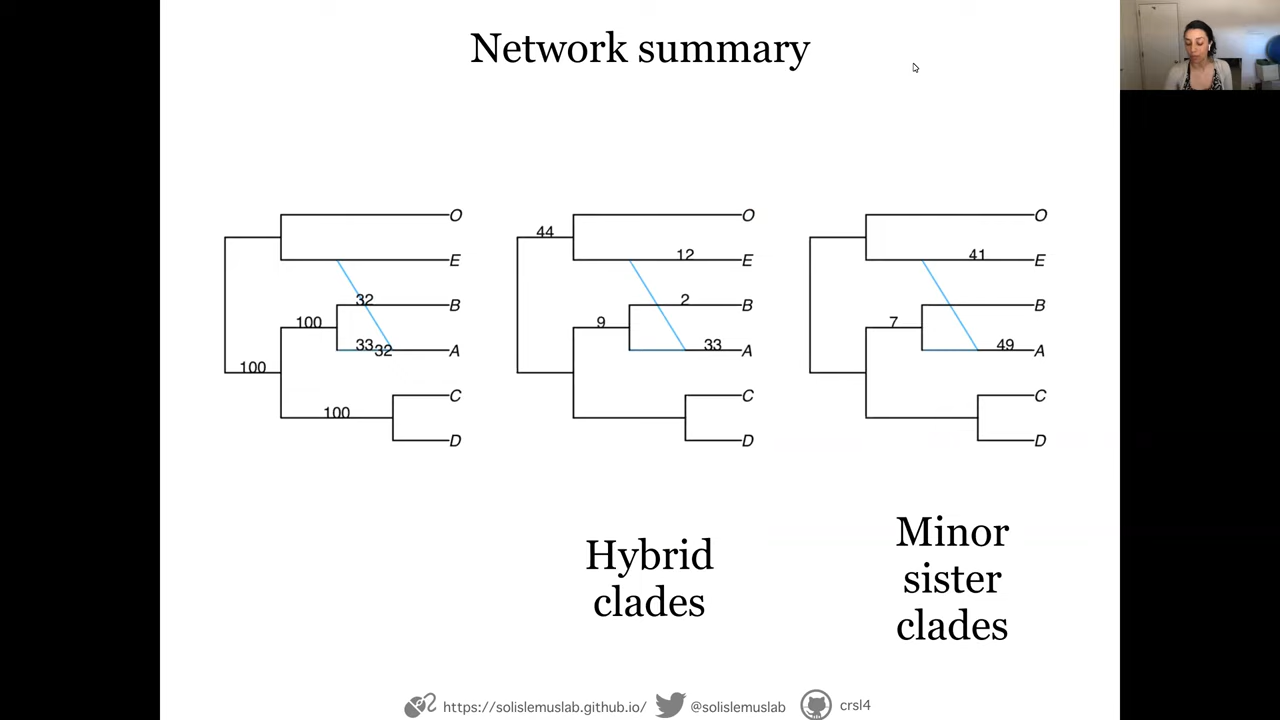 Network summary
O
E
32
B
100
33
32
A
100
C
100
D
O
44
12
E
2
B
9
33
A
C
D
O
41
E
B
7
49
A
C
D
Hybrid
clades
Minor
sister
clades
https://solislemuslab.github.io/
@solislemuslab
crsl4